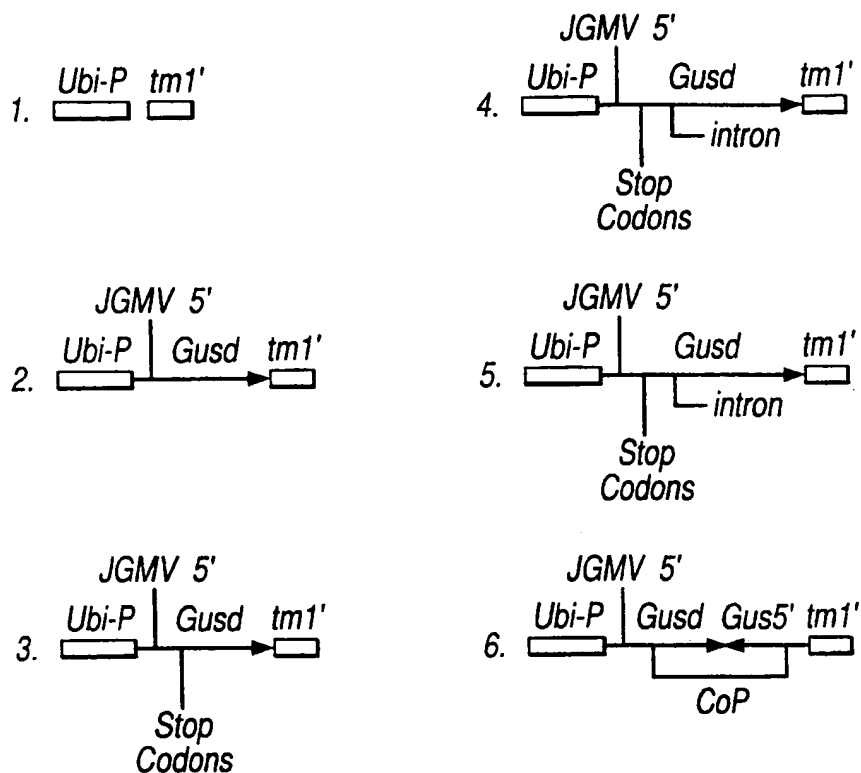 1.
Ubi-P tm1'
2.
JGMV 5'
Ubi-P Gusd tm1'
3.
JGMV 5'
Ubi-P Gusd tm1'
Stop
Codons
4.
JGMV 5'
Ubi-P Gusd tm1'
intron
Stop
Codons
5.
JGMV 5'
Ubi-P Gusd tm1'
intron
Stop
Codons
6.
JGMV 5'
Ubi-P Gusd Gus5' tm1'
CoP